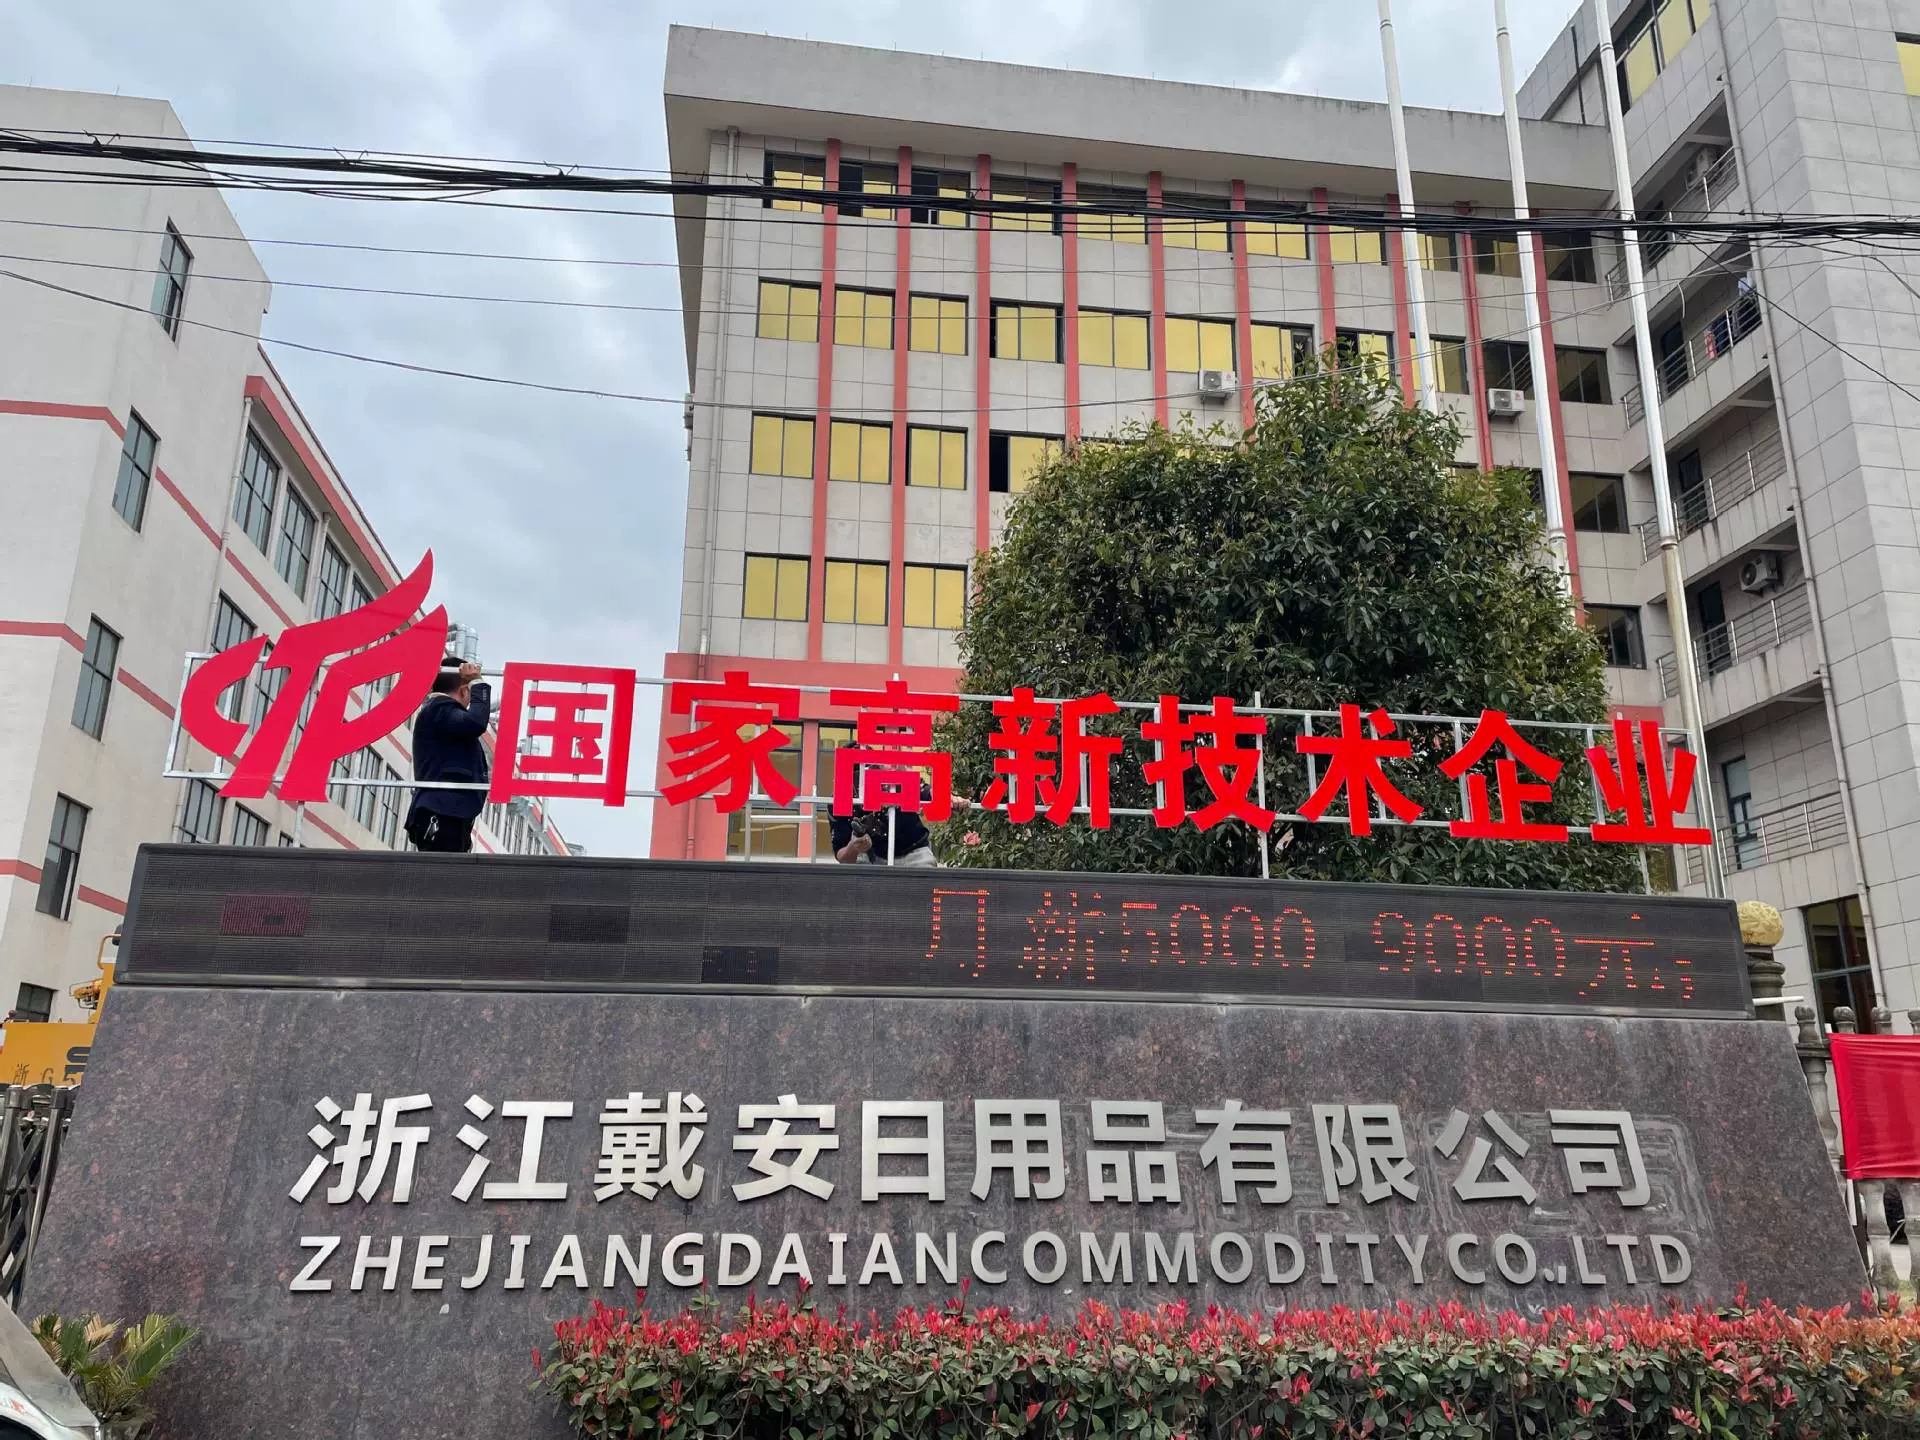 国家高新技术企业
月薪5000 9000元
浙江戴安日用品有限公司
ZHEJIANGDAIANCOMMODITYCO.,LTD